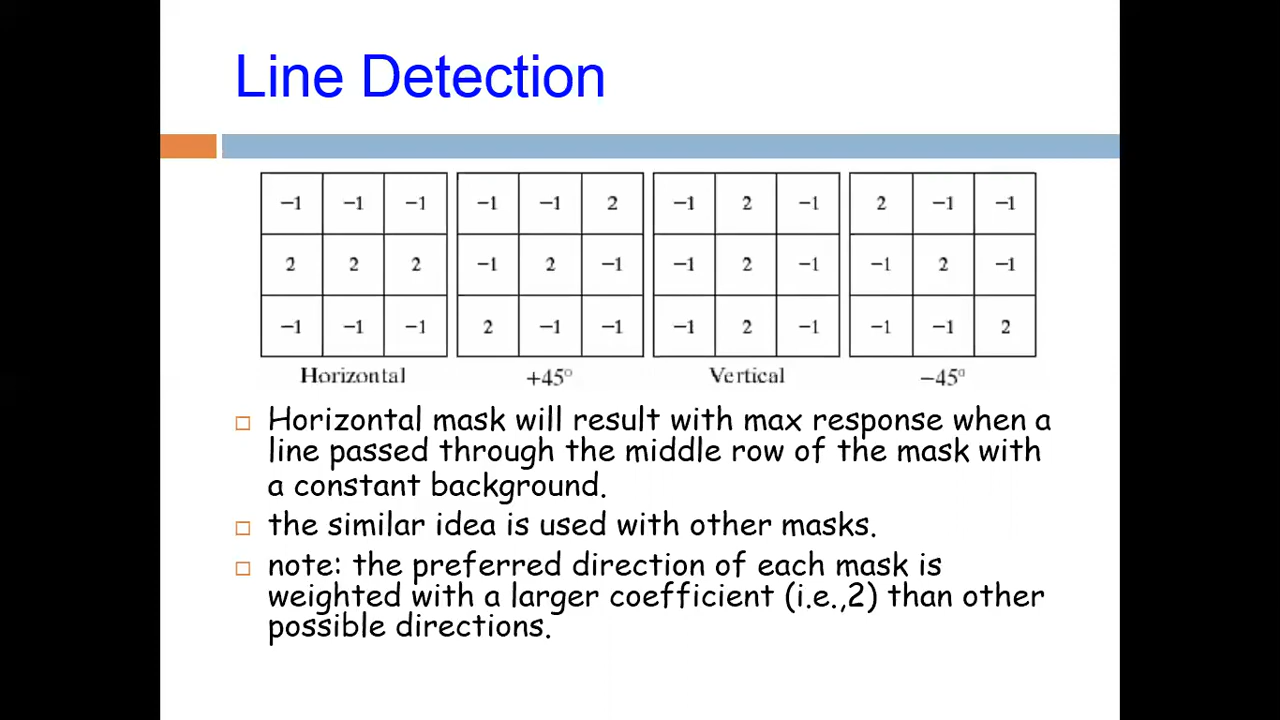 Line Detection
−1 −1 −1 −1 −1 2 −1 2 −1 2 −1 −1
2 2 2 −1 2 −1 −1 2 −1 −1 2 −1
−1 −1 −1 2 −1 −1 −1 2 −1 −1 −1 2
Horizontal +45° Vertical −45°
Horizontal mask will result with max response when a
line passed through the middle row of the mask with
a constant background.
the similar idea is used with other masks.
note: the preferred direction of each mask is
weighted with a larger coefficient (i.e.,2) than other
possible directions.